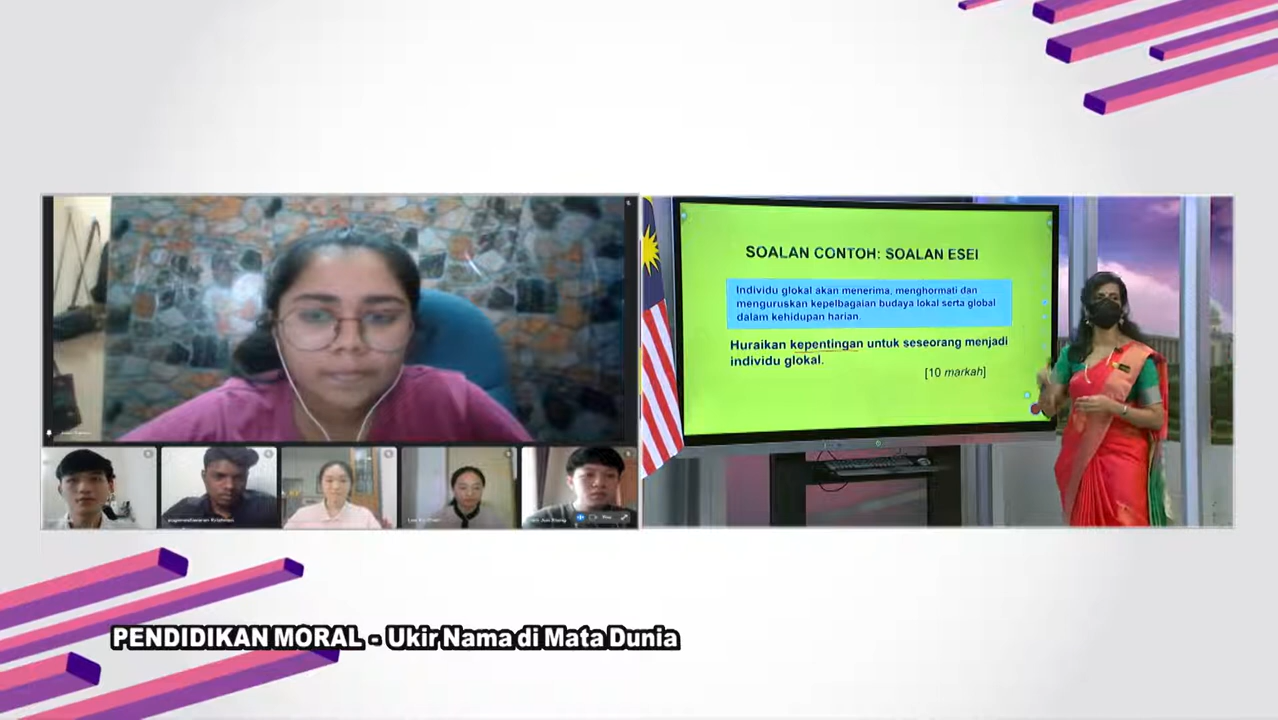 SOALAN CONTOH: SOALAN ESEI
Individu glokal akan menerima, menghormati dan
menguruskan kepelbagaian budaya lokal serta global
dalam kehidupan harian.
Huraikan kepentingan untuk seseorang menjadi
individu glokal.
[10 markah]
You
PENDIDIKAN MORAL - Ukir Nama di Mata Dunia